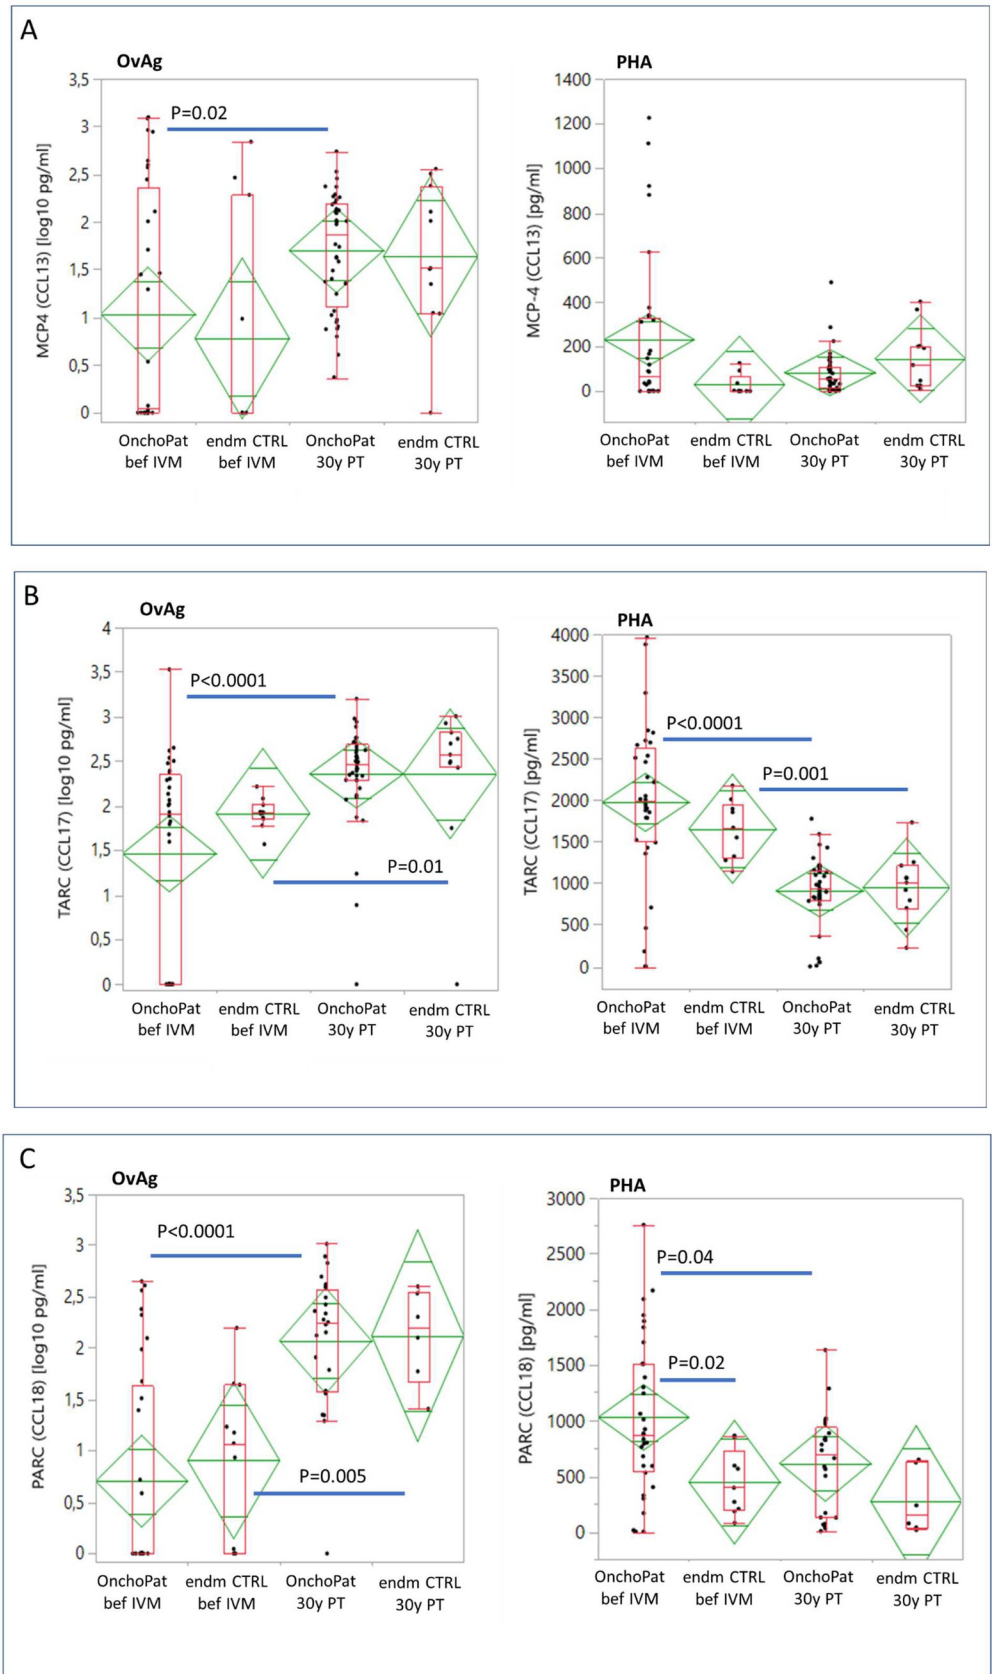 A
OvAg
MCP4 (CCL13) [log10 pg/ml]
3,5
3
2,5
2
1,5
1
0,5
0
P=0.02
OnchoPat
bef IVM
endm CTRL
bef IVM
OnchoPat
30y PT
endm CTRL
30y PT
PHA
MCP-4 (CCL13) [pg/ml]
1400
1200
1000
800
600
400
200
0
OnchoPat
bef IVM
endm CTRL
bef IVM
OnchoPat
30y PT
endm CTRL
30y PT
B
OvAg
TARC (CCL17) [log10 pg/ml]
4
3,5
3
2,5
2
1,5
1
0,5
0
P<0.0001
P=0.01
OnchoPat
bef IVM
endm CTRL
bef IVM
OnchoPat
30y PT
endm CTRL
30y PT
PHA
TARC (CCL17) [pg/ml]
4000
3500
3000
2500
2000
1500
1000
500
0
P<0.0001
P=0.001
OnchoPat
bef IVM
endm CTRL
bef IVM
OnchoPat
30y PT
endm CTRL
30y PT
C
OvAg
PARC (CCL18) [log10 pg/ml]
3,5
3
2,5
2
1,5
1
0,5
0
P<0.0001
P=0.005
OnchoPat
bef IVM
endm CTRL
bef IVM
OnchoPat
30y PT
endm CTRL
30y PT
PHA
PARC (CCL18) [pg/ml]
3000
2500
2000
1500
1000
500
0
P=0.04
P=0.02
OnchoPat
bef IVM
endm CTRL
bef IVM
OnchoPat
30y PT
endm CTRL
30y PT